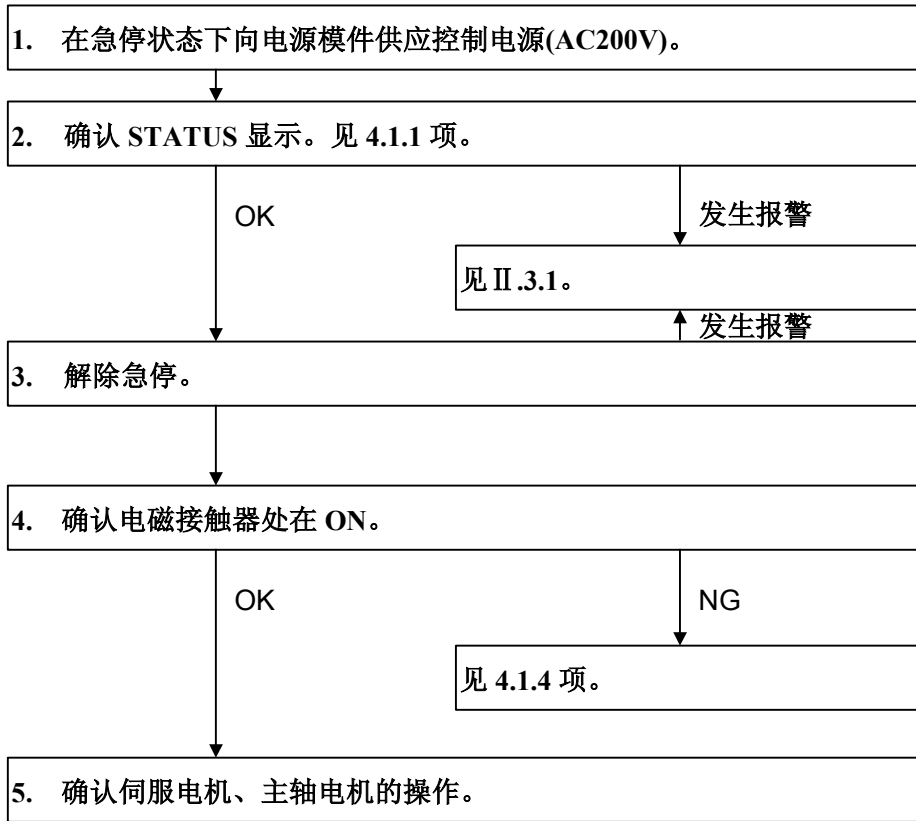 1. 在急停状态下向电源模件供应控制电源(AC200V)。
2. 确认 STATUS 显示。见 4.1.1 项。
OK
发生报警
见Ⅱ.3.1。
发生报警
3. 解除急停。
4. 确认电磁接触器处在 ON。
OK
NG
见 4.1.4 项。
5. 确认伺服电机、主轴电机的操作。